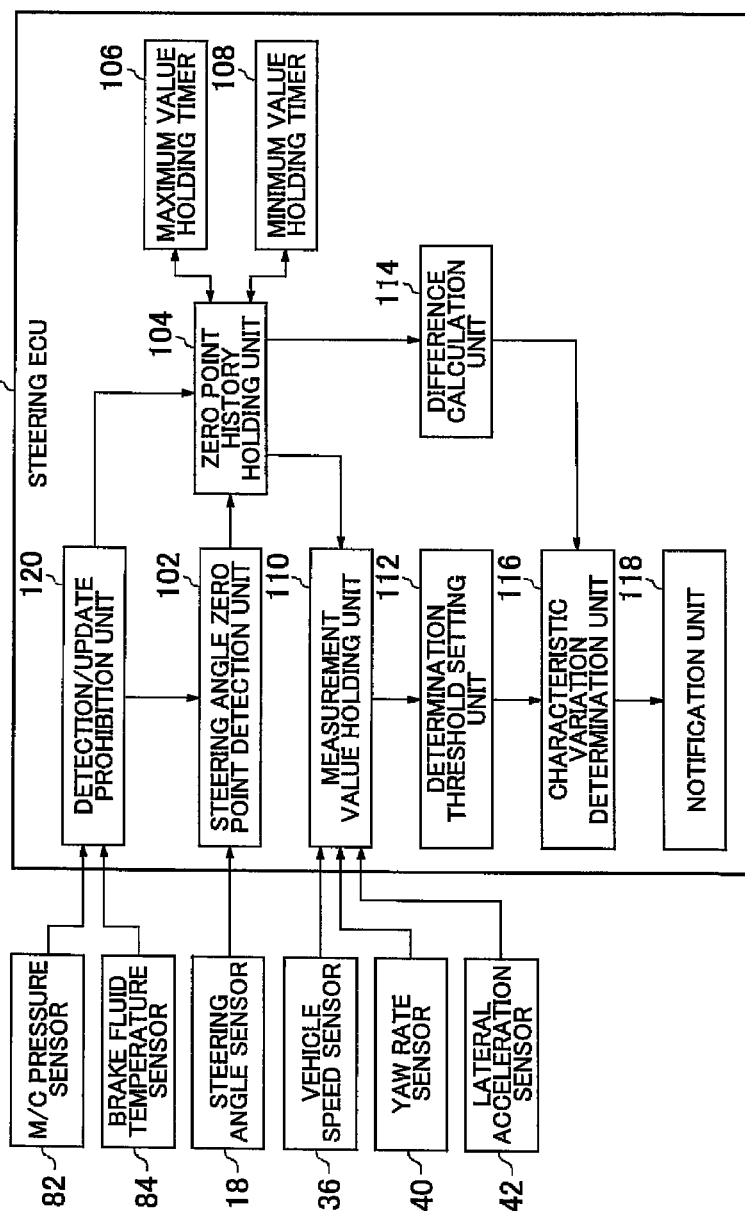 STEERING ECU
82
M/C PRESSURE
SENSOR
84
BRAKE FLUID
TEMPERATURE
SENSOR
18
STEERING
ANGLE SENSOR
36
VEHICLE
SPEED SENSOR
40
YAW RATE
SENSOR
42
LATERAL
ACCELERATION
SENSOR
120
DETECTION/UPDATE
PROHIBITION UNIT
102
STEERING ANGLE ZERO
POINT DETECTION UNIT
110
MEASUREMENT
VALUE HOLDING UNIT
112
DETERMINATION
THRESHOLD SETTING
UNIT
116
CHARACTERISTIC
VARIATION
DETERMINATION UNIT
118
NOTIFICATION UNIT
104
ZERO POINT
HISTORY
HOLDING UNIT
114
DIFFERENCE
CALCULATION
UNIT
106
MAXIMUM VALUE
HOLDING TIMER
108
MINIMUM VALUE
HOLDING TIMER